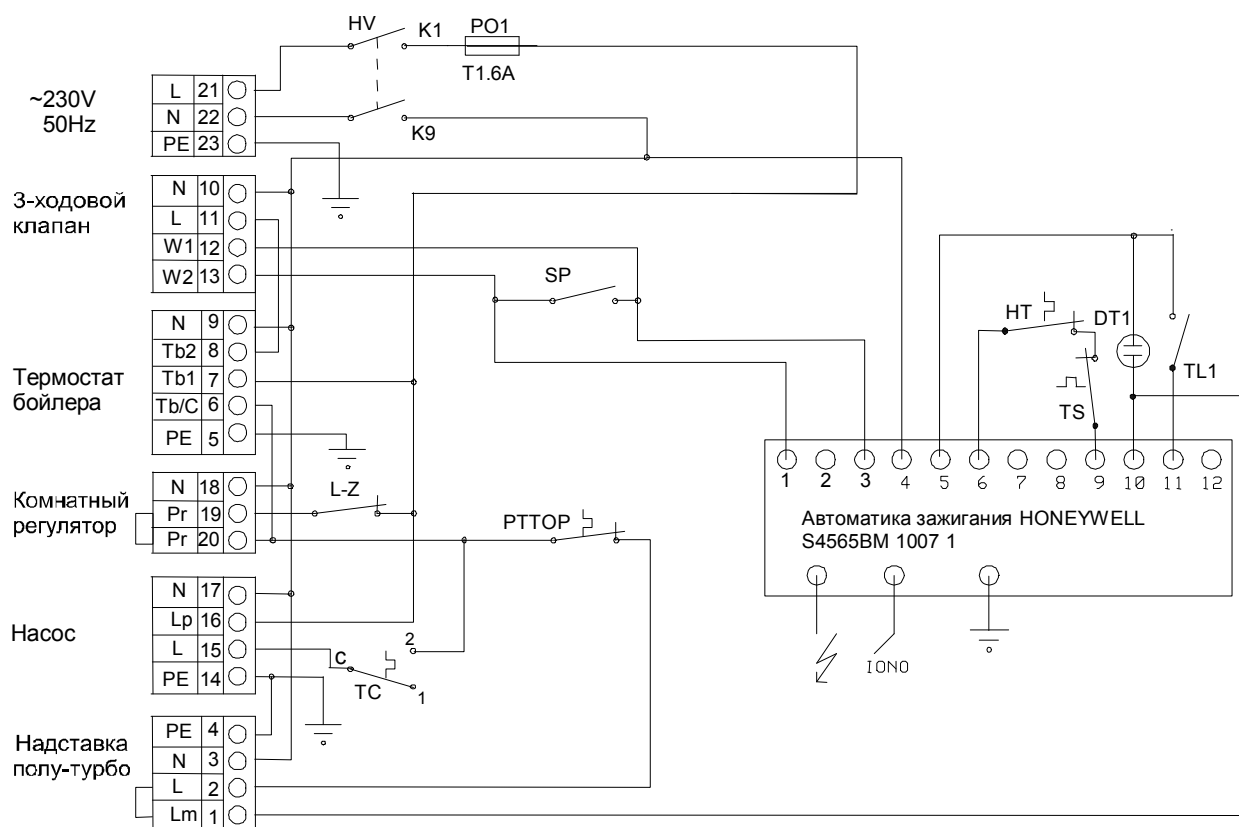 HV
K1
PO1
T1.6A
K9
~230V
50Hz
L 21
N 22
PE 23
3-ходовой
клапан
N 10
L 11
W1 12
W2 13
SP
Термостат
бойлера
N 9
Tb2 8
Tb1 7
Tb/C 6
PE 5
HT
DT1
TL1
TS
Комнатный
регулятор
N 18
Pr 19
Pr 20
L-Z
PTTOP
1 2 3 4 5 6 7 8 9 10 11 12
Автоматика зажигания HONEYWELL
S4565BM 1007 1
IONO
Насос
N 17
Lp 16
L 15
PE 14
2
C
TC
1
Надставка
полу-турбо
PE 4
N 3
L 2
Lm 1